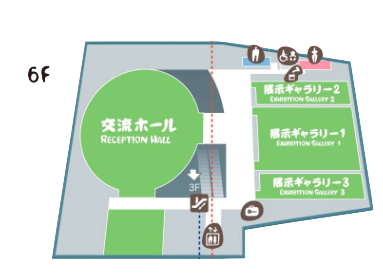 6F
展示ギャラリー2
EXHIBITION GALLERY 2
交流ホール
RECEPTION HALL
展示ギャラリー1
EXHIBITION GALLERY 1
展示ギャラリー3
EXHIBITION GALLERY 3
3F